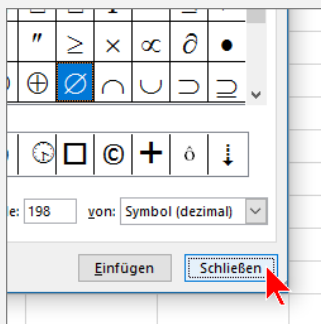 ″ ≥ × ∝ ∂ •
⊕ ∅ ∩ ∪ ⊃ ⊇
□ © + ô ⇣
e: 198 von: Symbol (dezimal)
Einfügen Schließen